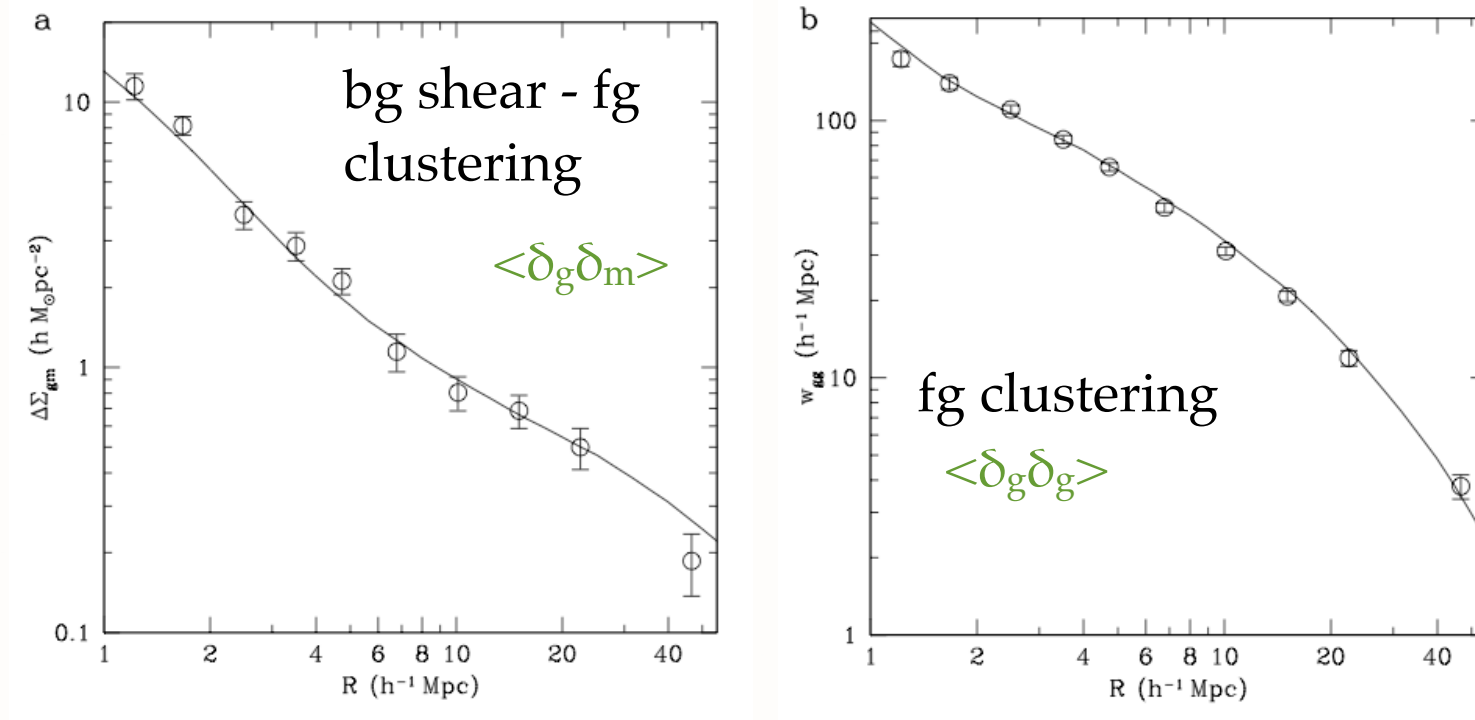 a
bg shear - fg
clustering
<δgδm>
ΔΣgm (h M⊙pc⁻²)
10
1
0.1
1 2 4 6 8 10 20 40
R (h⁻¹ Mpc)
b
fg clustering
<δgδg>
wgg (h⁻¹ Mpc)
100
10
1
1 2 4 6 8 10 20 40
R (h⁻¹ Mpc)